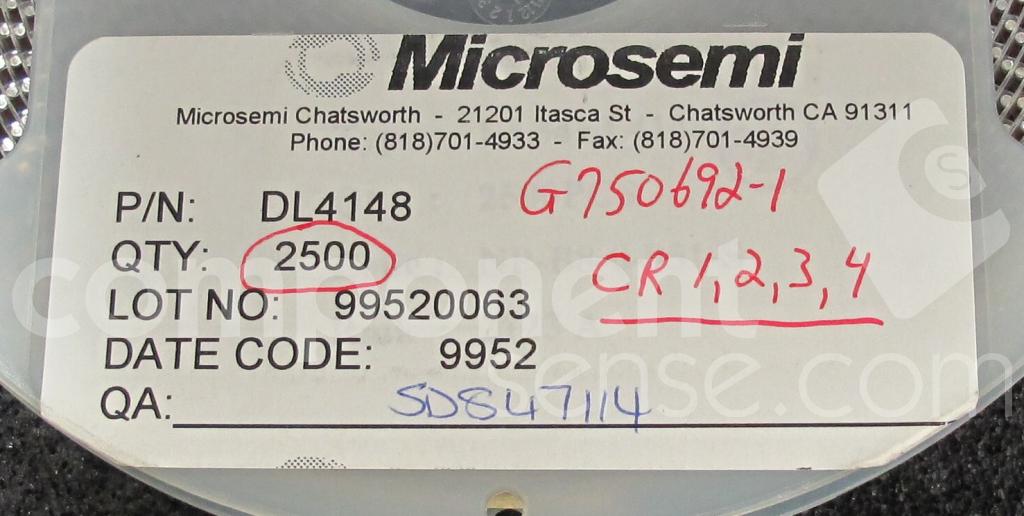 Microsemi
Microsemi Chatsworth - 21201 Itasca St - Chatsworth CA 91311
Phone: (818)701-4933 - Fax: (818)701-4939
G750692-1
P/N: DL4148
QTY: 2500
CR 1,2,3,4
LOT NO: 99520063
DATE CODE: 9952
QA: SD847114
component
sense.com